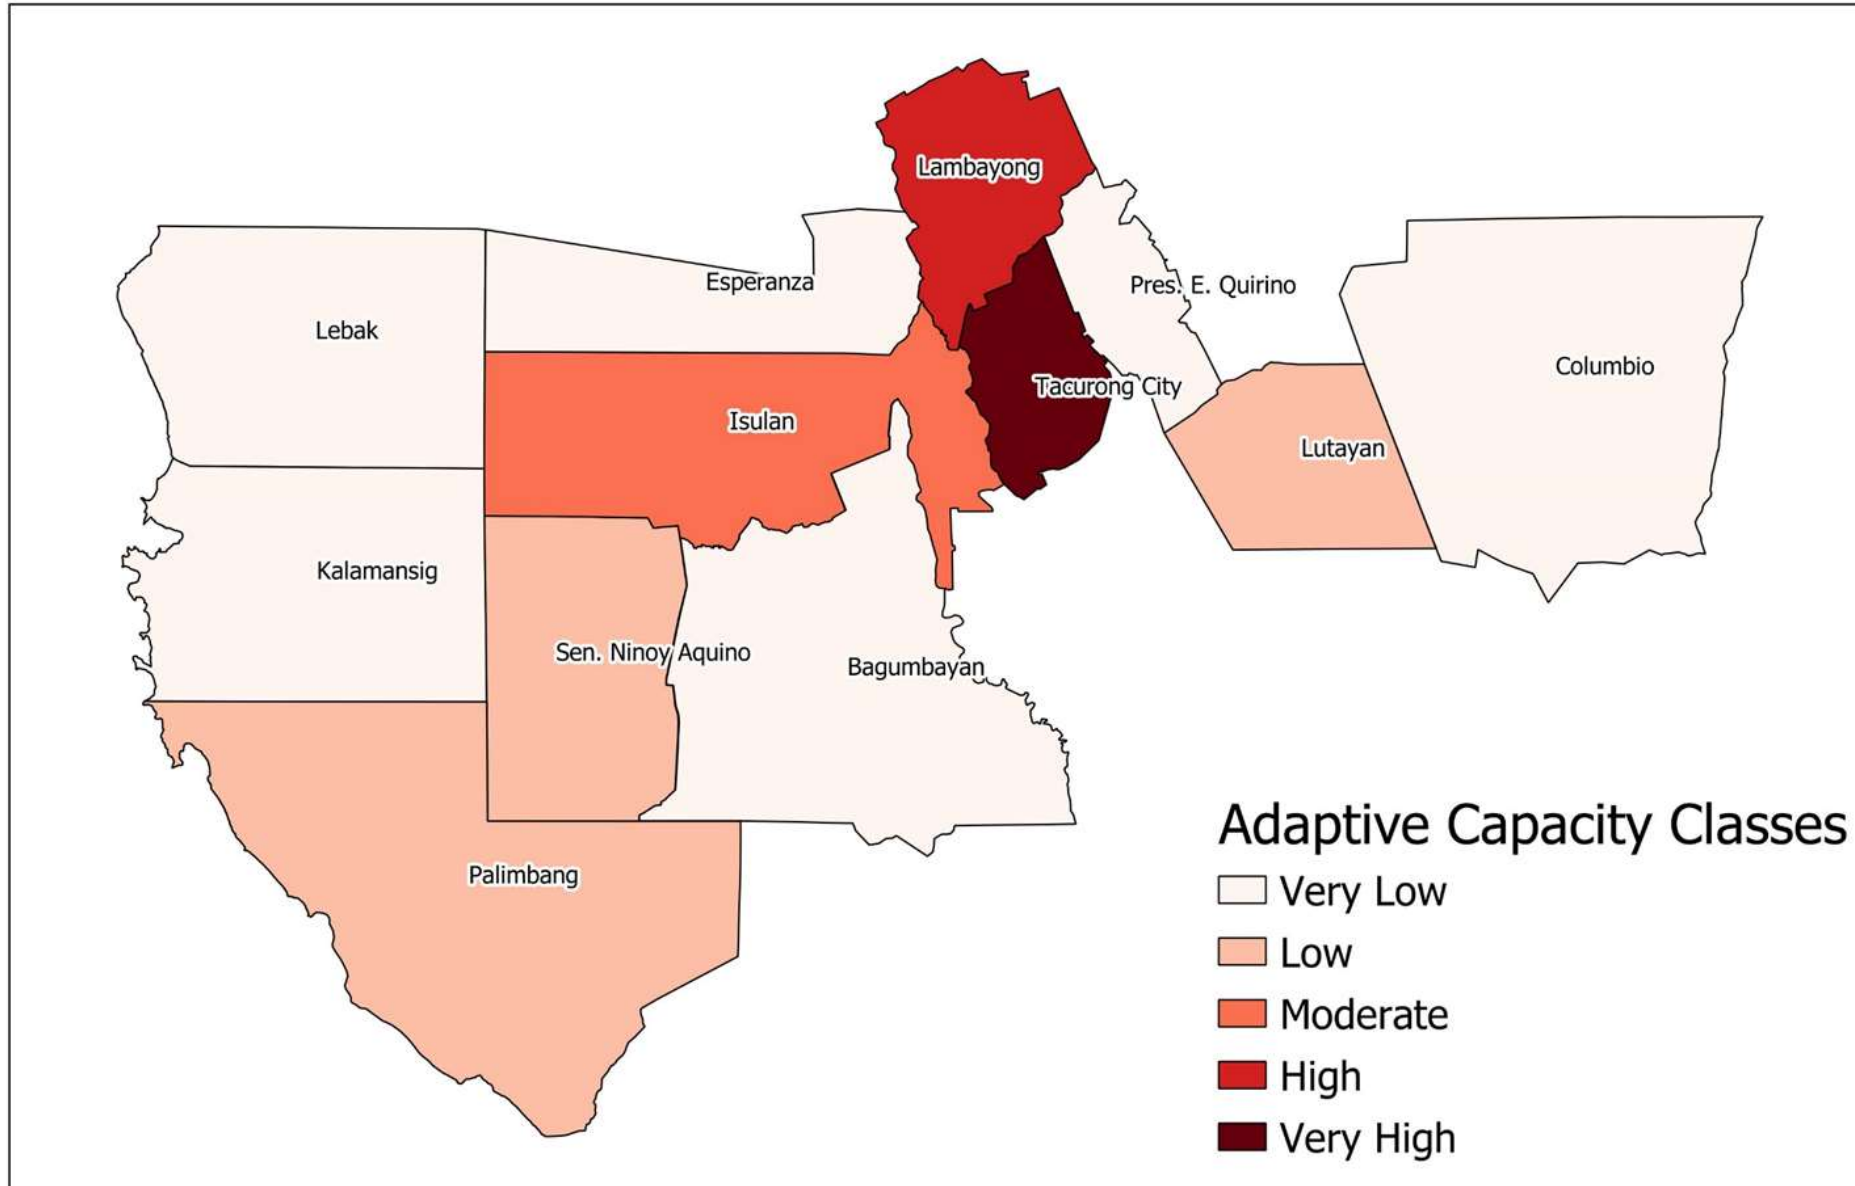 Lambayong
Esperanza
Pres. E. Quirino
Lebak
Columbio
Tacurong City
Isulan
Lutayan
Kalamansig
Sen. Ninoy Aquino
Bagumbayan
Palimbang
Adaptive Capacity Classes
Very Low
Low
Moderate
High
Very High